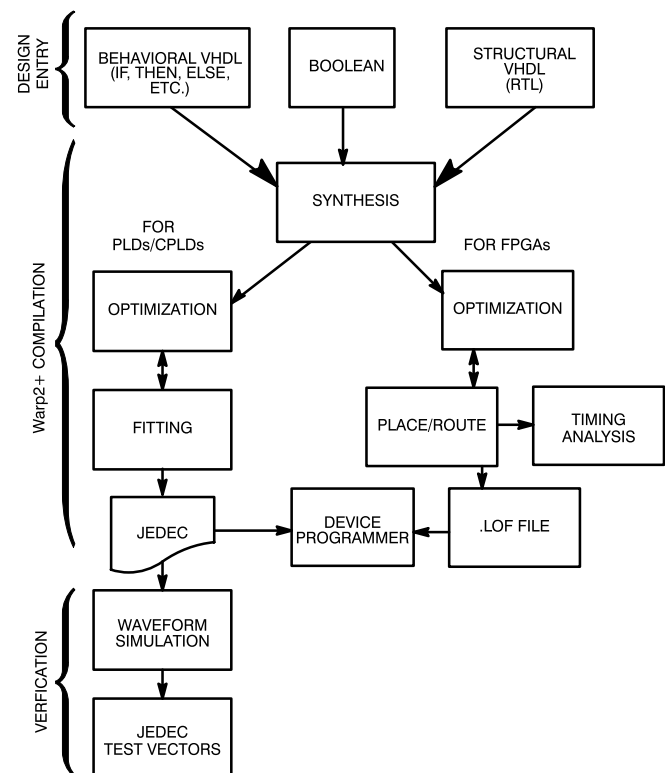 DESIGN
ENTRY
BEHAVIORAL VHDL
(IF, THEN, ELSE,
ETC.)
BOOLEAN
STRUCTURAL
VHDL
(RTL)
SYNTHESIS
FOR
PLDs/CPLDs
FOR FPGAs
Warp2+ COMPILATION
OPTIMIZATION
OPTIMIZATION
FITTING
PLACE/ROUTE
TIMING
ANALYSIS
JEDEC
DEVICE
PROGRAMMER
.LOF FILE
VERFICATION
WAVEFORM
SIMULATION
JEDEC
TEST VECTORS